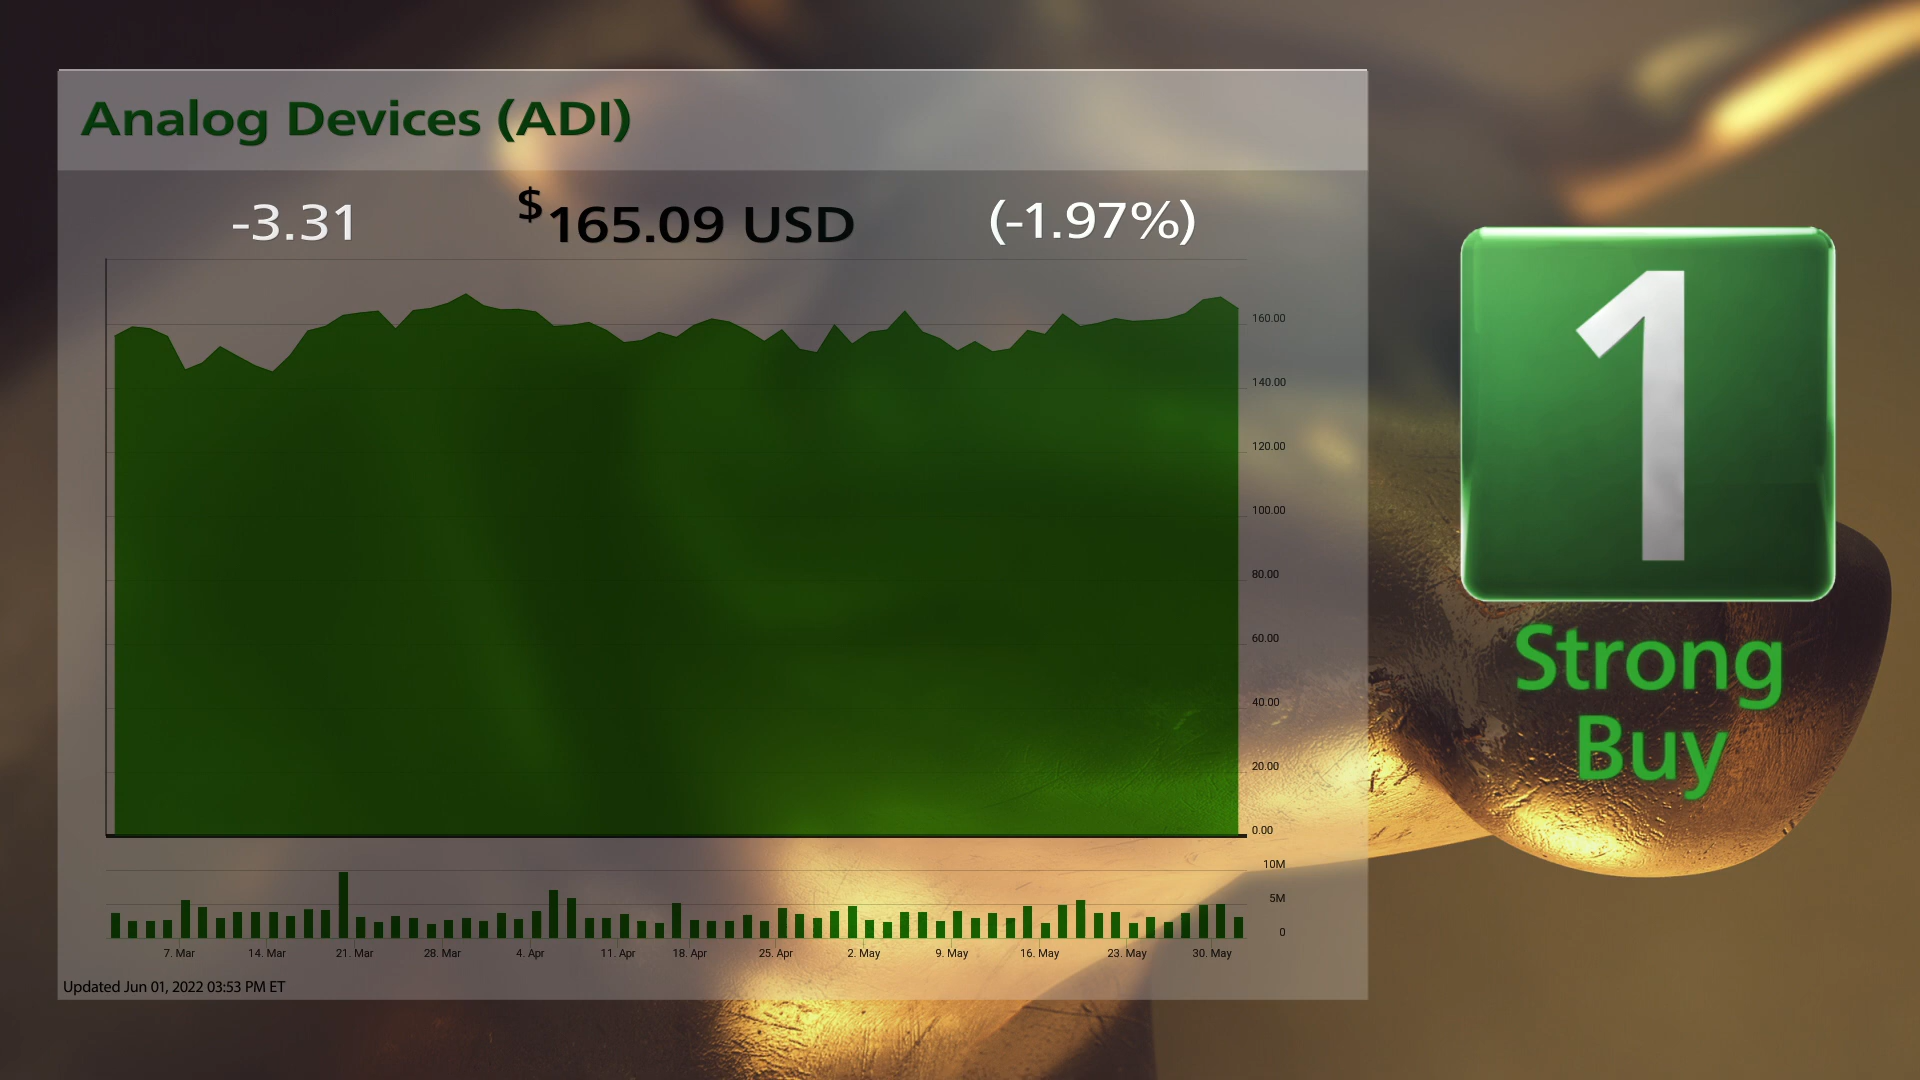 Analog Devices (ADI)
-3.31 $165.09 USD (-1.97%)
160.00
140.00
120.00
100.00
80.00
60.00
40.00
20.00
0.00
10M
5M
0
7. Mar 14. Mar 21. Mar 28. Mar 4. Apr 11. Apr 18. Apr 25. Apr 2. May 9. May 16. May 23. May 30. May
Updated Jun 01, 2022 03:53 PM ET
1
Strong
Buy